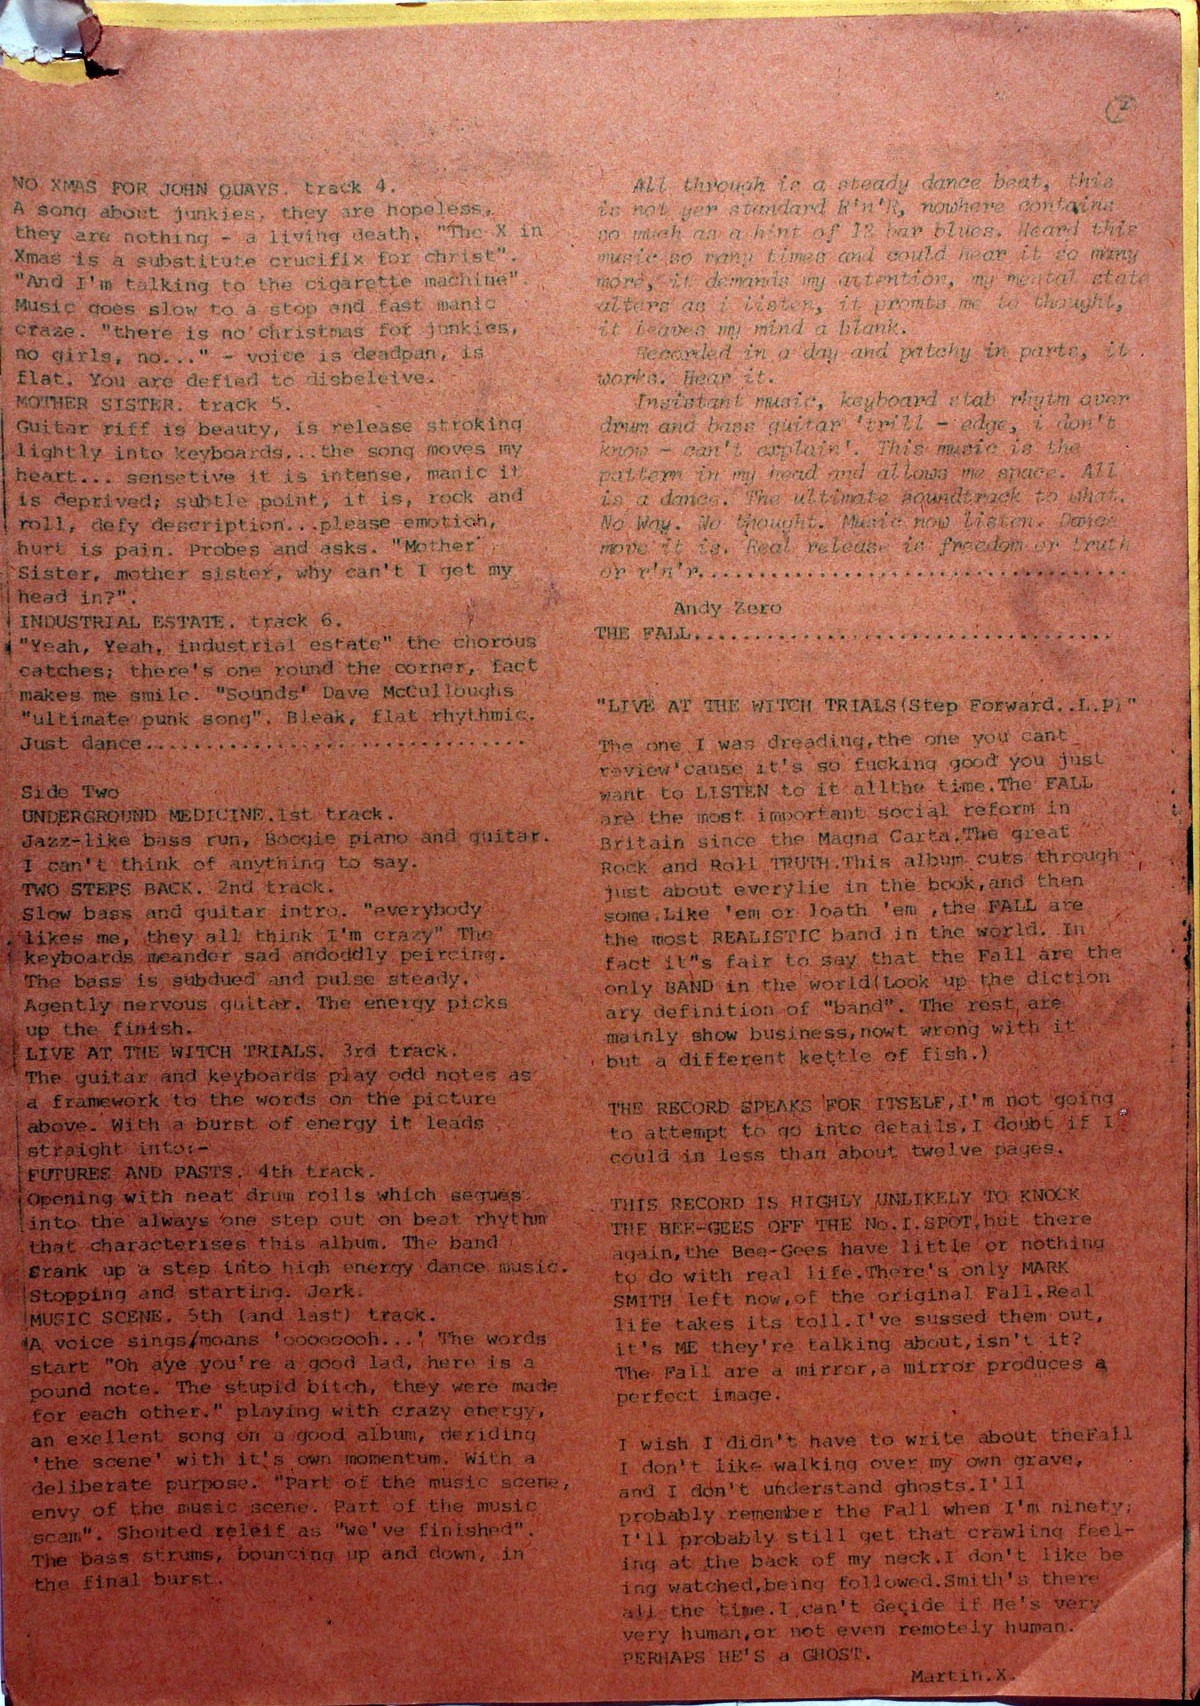 NO XMAS FOR JOHN QUAYS. track 4.
A song about junkies, they are hopeless,
they are nothing - a living death. "The X in
Xmas is a substitute crucifix for christ".
"And I'm talking to the cigarette machine".
Music goes slow to a stop and fast manic
craze. "there is no christmas for junkies,
no girls, no..." - voice is deadpan, is
flat. You are defied to disbeleive.
MOTHER SISTER. track 5.
Guitar riff is beauty, is release stroking
lightly into keyboards...the song moves my
heart... sensetive it is intense, manic it
is deprived; subtle point, it is, rock and
roll, defy description...please emotion,
hurt is pain. Probes and asks. "Mother
Sister, mother sister, why can't I get my
head in?".
INDUSTRIAL ESTATE. track 6.
"Yeah, Yeah, industrial estate" the chorous
catches; there's one round the corner, fact
makes me smile. "Sounds' Dave McCulloughs
"ultimate punk song". Bleak, flat rhythmic.
Just dance.............................

Side Two
UNDERGROUND MEDICINE.1st track.
Jazz-like bass run, Boogie piano and guitar.
I can't think of anything to say.
TWO STEPS BACK. 2nd track.
Slow bass and guitar intro. "everybody
likes me, they all think I'm crazy" The
keyboards meander sad andoddly peircing.
The bass is subdued and pulse steady.
Agently nervous guitar. The energy picks
up the finish.
LIVE AT THE WITCH TRIALS. 3rd track.
The guitar and keyboards play odd notes as
a framework to the words on the picture
above. With a burst of energy it leads
straight into:-
FUTURES AND PASTS. 4th track.
Opening with neat drum rolls which segues
into the always one step out on beat rhythm
that characterises this album. The band
crank up a step into high energy dance music.
Stopping and starting. Jerk.
MUSIC SCENE. 5th (and last) track.
A voice sings/moans 'oooooooh...' The words
start "Oh aye you're a good lad, here is a
pound note. The stupid bitch, they were made
for each other." playing with crazy energy,
an exellent song on a good album, deriding
'the scene' with it's own momentum. With a
deliberate purpose. "Part of the music scene,
envy of the music scene. Part of the music
scam". Shouted releif as "we've finished".
The bass strums, bouncing up and down, in
the final burst.

All through is a steady dance beat, this
is not yer standard R'n'R, nowhere contains
so much as a hint of 12 bar blues. Heard this
music so many times and could hear it so many
more, it demands my attention, my mental state
alters as i listen, it promts me to thought,
it leaves my mind a blank.
Recorded in a day and patchy in parts, it
works. Hear it.
Insistant music, keyboard stab rhytm over
drum and bass guitar 'trill - edge, i don't
know - can't explain'. This music is the
pattern in my head and allows me space. All
is a dance. The ultimate soundtrack to what.
No Way. No thought. Music now listen. Dance
move it is. Real release is freedom or truth
or r'n'r.................................
Andy Zero
THE FALL................................

"LIVE AT THE WITCH TRIALS(Step Forward..L.P)"
The one I was dreading,the one you cant
review'cause it's so fucking good you just
want to LISTEN to it allthe time.The FALL
are the most important social reform in
Britain since the Magna Carta.The great
Rock and Roll TRUTH.This album cuts through
just about everylie in the book,and then
some.Like 'em or loath 'em ,the FALL are
the most REALISTIC band in the world. In
fact it"s fair to say that the Fall are the
only BAND in the world(Look up the diction
ary definition of "band". The rest are
mainly show business,nowt wrong with it
but a different kettle of fish.)

THE RECORD SPEAKS FOR ITSELF,I'm not going
to attempt to go into details,I doubt if I
could in less than about twelve pages.

THIS RECORD IS HIGHLY UNLIKELY TO KNOCK
THE BEE-GEES OFF THE No.I.SPOT,but there
again,the Bee-Gees have little or nothing
to do with real life.There's only MARK
SMITH left now,of the original Fall.Real
life takes its toll.I've sussed them out,
it's ME they're talking about,isn't it?
The Fall are a mirror,a mirror produces a
perfect image.

I wish I didn't have to write about theFall
I don't like walking over my own grave,
and I don't understand ghosts.I'll
probably remember the Fall when I'm ninety;
I'll probably still get that crawling feel-
ing at the back of my neck.I don't like be
ing watched,being followed.Smith's there
all the time.I can't decide if He's very
very human,or not even remotely human.
PERHAPS HE'S a GHOST.
Martin.X.